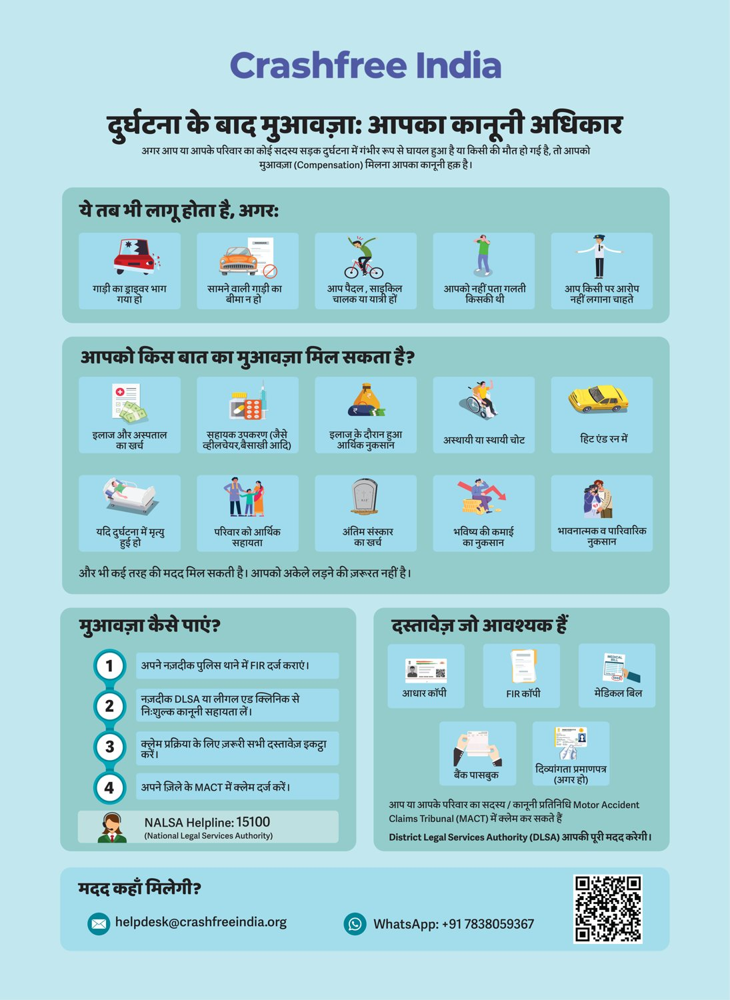 Crashfree India
दुर्घटना के बाद मुआवज़ा: आपका कानूनी अधिकार
अगर आप या आपके परिवार का कोई सदस्य सड़क दुर्घटना में गंभीर रूप से घायल हुआ है या किसी की मौत हो गई है, तो आपको
मुआवज़ा (Compensation) मिलना आपका कानूनी हक़ है।
ये तब भी लागू होता है, अगर:
INSURANCE
गाड़ी का ड्राइवर भाग
गया हो
सामने वाली गाड़ी का
बीमा न हो
आप पैदल , साइकिल
चालक या यात्री हों
आपको नहीं पता गलती
किसकी थी
आप किसी पर आरोप
नहीं लगाना चाहते
आपको किस बात का मुआवज़ा मिल सकता है?
इलाज और अस्पताल
का खर्च
सहायक उपकरण (जैसे
व्हीलचेयर,बैसाखी आदि)
इलाज के दौरान हुआ
आर्थिक नुकसान
अस्थायी या स्थायी चोट
हिट एंड रन में
यदि दुर्घटना में मृत्यु
हुई हो
परिवार को आर्थिक
सहायता
R.I.P
अंतिम संस्कार
का खर्च
भविष्य की कमाई
का नुकसान
भावनात्मक व पारिवारिक
नुकसान
और भी कई तरह की मदद मिल सकती है। आपको अकेले लड़ने की ज़रूरत नहीं है।
मुआवज़ा कैसे पाएं?
1
अपने नज़दीक पुलिस थाने में FIR दर्ज कराएं।
2
नज़दीक DLSA या लीगल एड क्लिनिक से
निःशुल्क कानूनी सहायता लें।
3
क्लेम प्रक्रिया के लिए ज़रूरी सभी दस्तावेज़ इकट्ठा
करें।
4
अपने ज़िले के MACT में क्लेम दर्ज करें।
NALSA Helpline: 15100
(National Legal Services Authority)
दस्तावेज़ जो आवश्यक हैं
आधार कॉपी
FIR कॉपी
MEDICAL
BILL
मेडिकल बिल
बैंक पासबुक
दिव्यांगता प्रमाणपत्र
(अगर हो)
आप या आपके परिवार का सदस्य / कानूनी प्रतिनिधि Motor Accident
Claims Tribunal (MACT) में क्लेम कर सकते हैं
District Legal Services Authority (DLSA) आपकी पूरी मदद करेगी।
मदद कहाँ मिलेगी?
helpdesk@crashfreeindia.org
WhatsApp: +91 7838059367